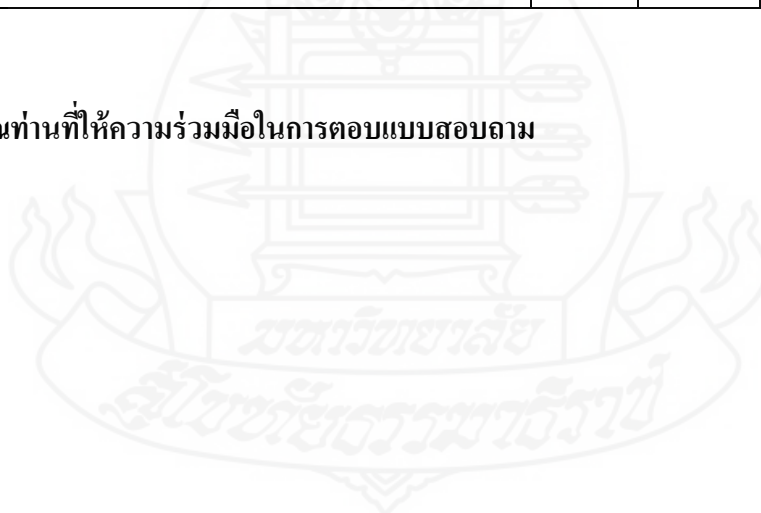 ณท่านที่ให้ความร่วมมือในการตอบแบบสอบถาม
มหาวิทยาลัย
สุโขทัยธรรมาธิราช